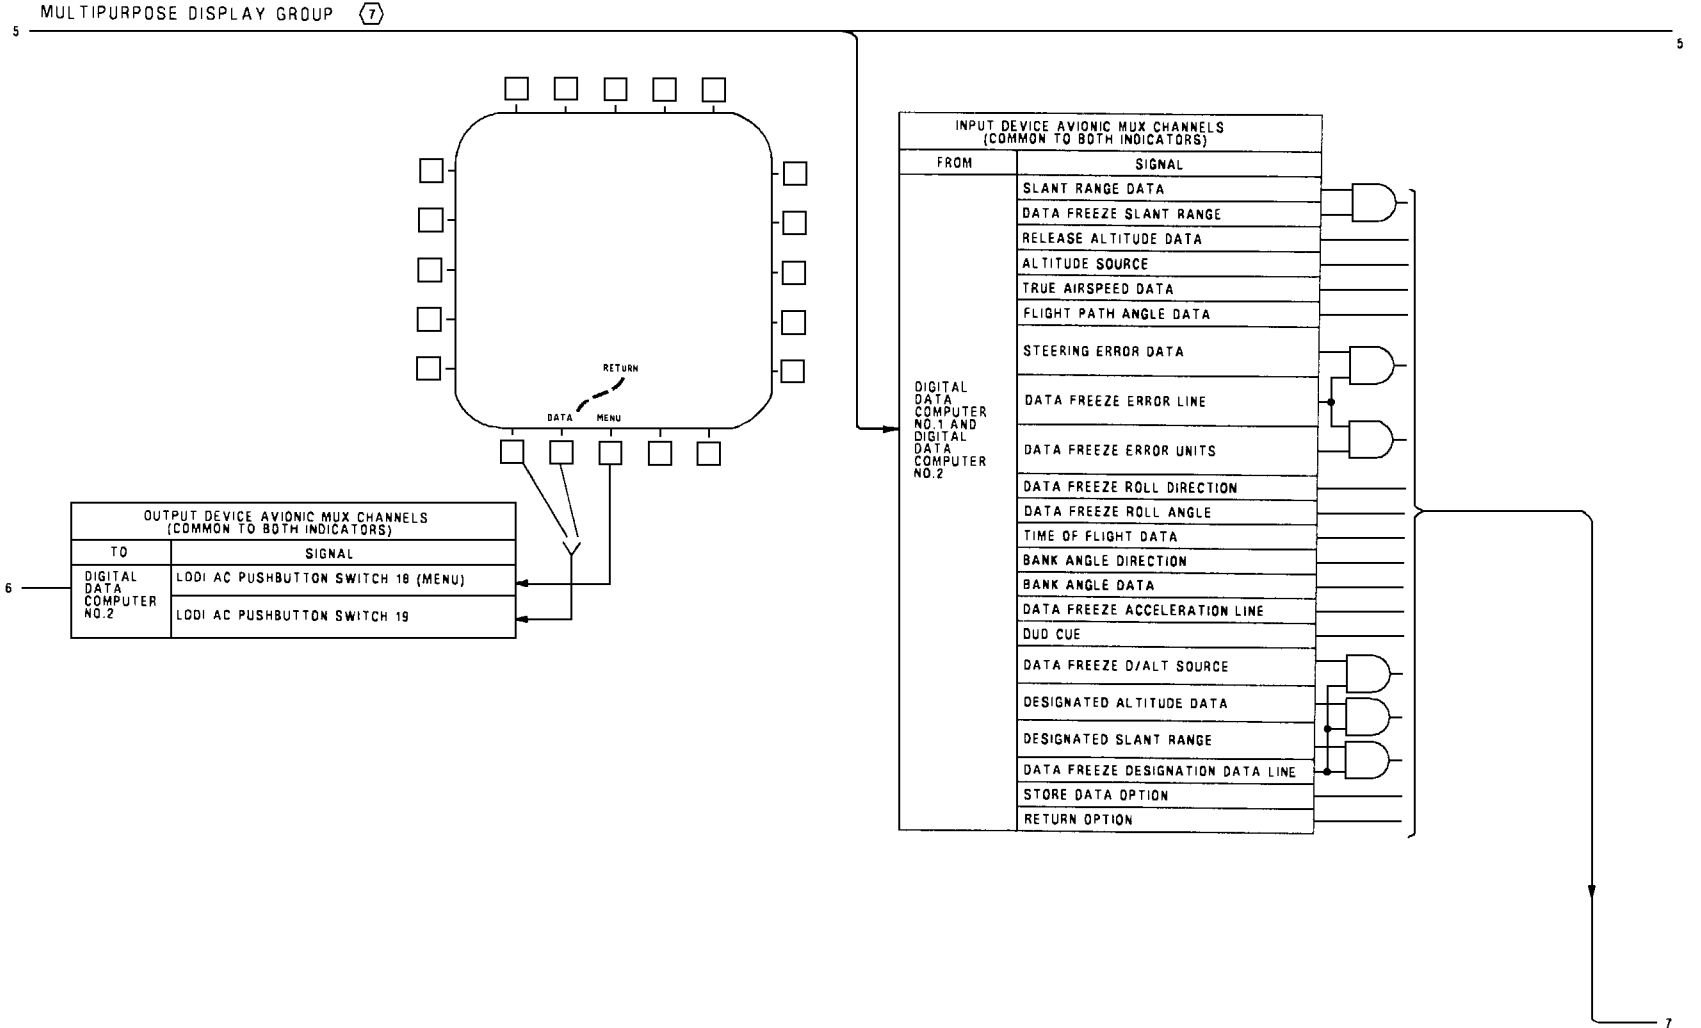 MULTIPURPOSE DISPLAY GROUP 7
5
5
RETURN
DATA MENU
OUTPUT DEVICE AVIONIC MUX CHANNELS
(COMMON TO BOTH INDICATORS)
TO SIGNAL
6
DIGITAL
DATA
COMPUTER
NO.2
LDDI AC PUSHBUTTON SWITCH 18 (MENU)
LDDI AC PUSHBUTTON SWITCH 19
INPUT DEVICE AVIONIC MUX CHANNELS
(COMMON TO BOTH INDICATORS)
FROM SIGNAL
DIGITAL
DATA
COMPUTER
NO.1 AND
DIGITAL
DATA
COMPUTER
NO.2
SLANT RANGE DATA
DATA FREEZE SLANT RANGE
RELEASE ALTITUDE DATA
ALTITUDE SOURCE
TRUE AIRSPEED DATA
FLIGHT PATH ANGLE DATA
STEERING ERROR DATA
DATA FREEZE ERROR LINE
DATA FREEZE ERROR UNITS
DATA FREEZE ROLL DIRECTION
DATA FREEZE ROLL ANGLE
TIME OF FLIGHT DATA
BANK ANGLE DIRECTION
BANK ANGLE DATA
DATA FREEZE ACCELERATION LINE
DUD CUE
DATA FREEZE D/ALT SOURCE
DESIGNATED ALTITUDE DATA
DESIGNATED SLANT RANGE
DATA FREEZE DESIGNATION DATA LINE
STORE DATA OPTION
RETURN OPTION
7